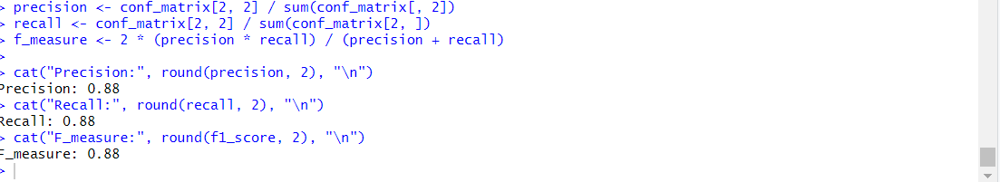 > precision <- conf_matrix[2, 2] / sum(conf_matrix[, 2])
> recall <- conf_matrix[2, 2] / sum(conf_matrix[2, ])
> f_measure <- 2 * (precision * recall) / (precision + recall)
>
> cat("Precision:", round(precision, 2), "\n")
Precision: 0.88
> cat("Recall:", round(recall, 2), "\n")
Recall: 0.88
> cat("F_measure:", round(f1_score, 2), "\n")
F_measure: 0.88
>